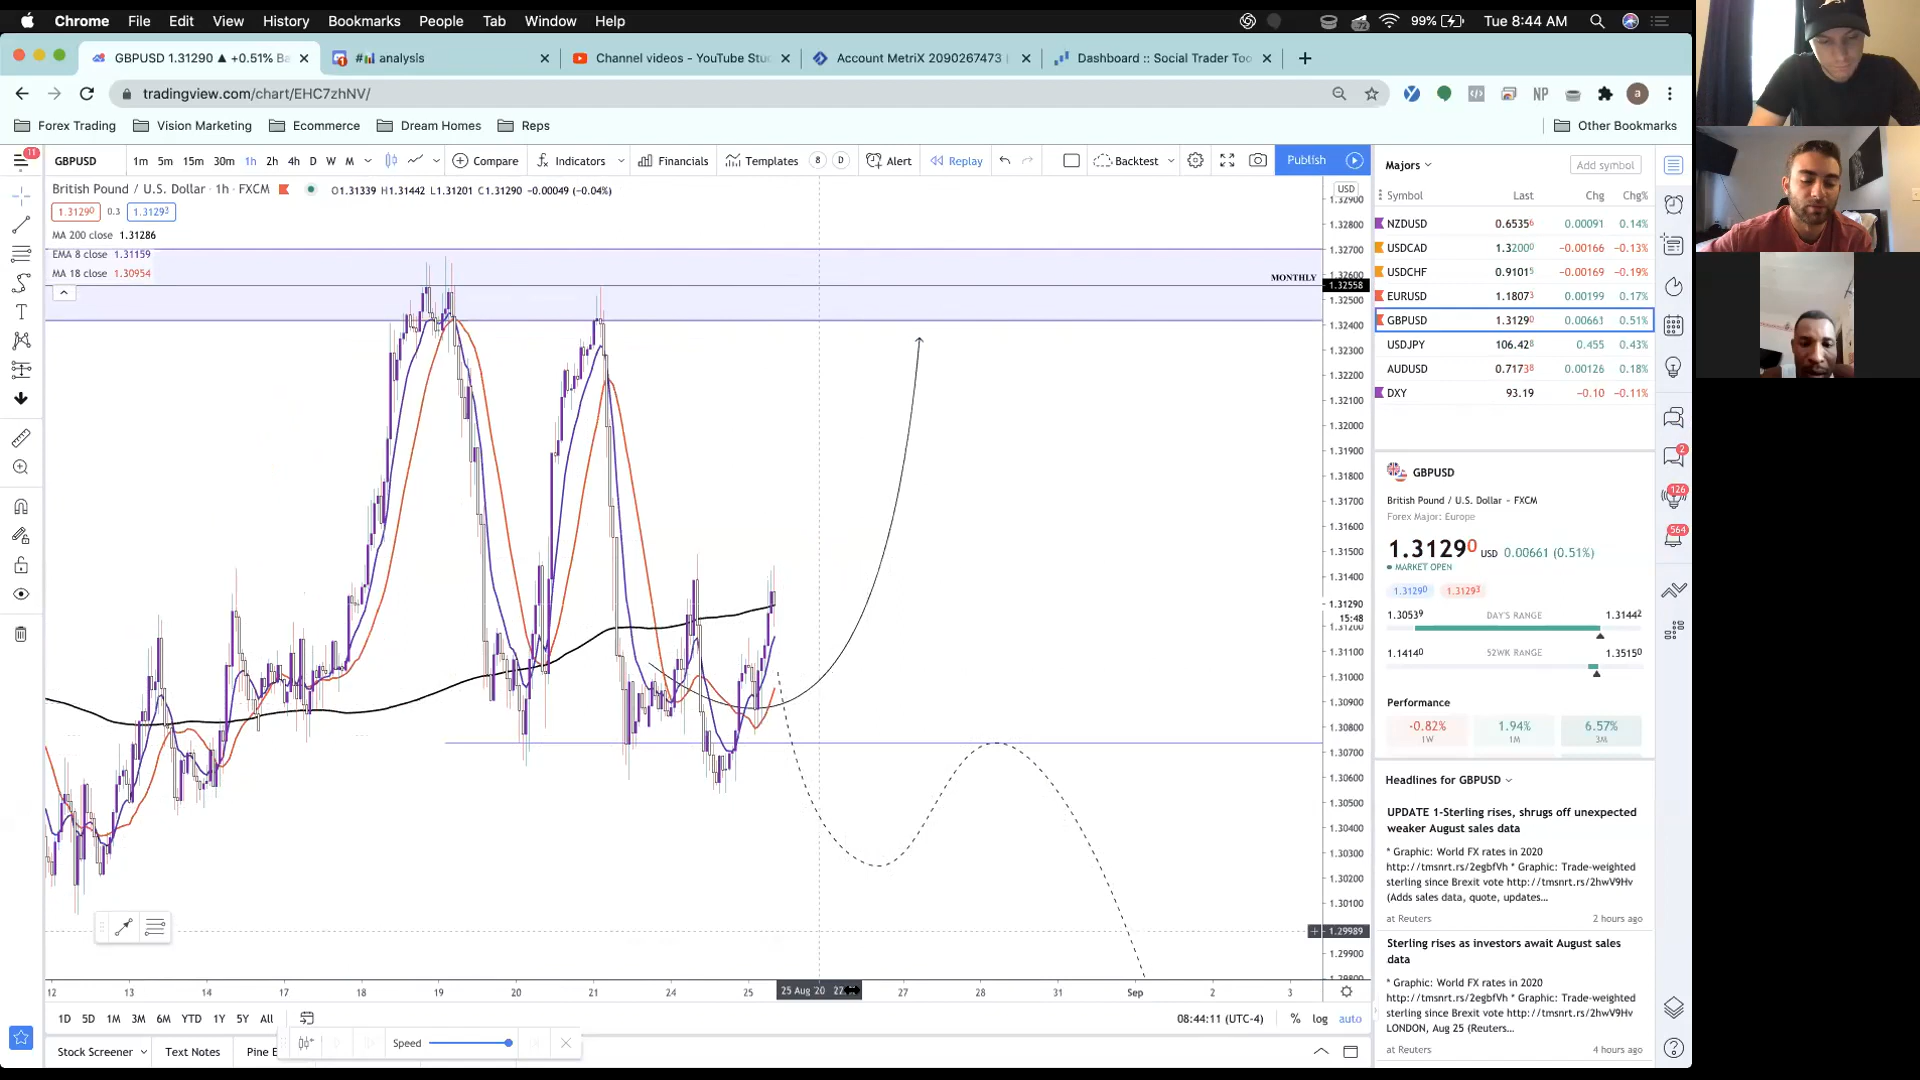 Chrome File Edit View History Bookmarks People Tab Window Help 99% Tue 8:44 AM
GBPUSD 1.31290 ▲ +0.51% Ba #analysis Channel videos - YouTube Stu Account MetriX 2090267473 Dashboard :: Social Trader Too
tradingview.com/chart/EHC7zhNV/
Forex Trading Vision Marketing Ecommerce Dream Homes Reps Other Bookmarks
11 GBPUSD 1m 5m 15m 30m 1h 2h 4h D W M Compare Indicators Financials Templates 8 D Alert Replay Backtest Publish
British Pound / U.S. Dollar · 1h · FXCM O1.31339 H1.31442 L1.31201 C1.31290 -0.00049 (-0.04%)
1.31290 0.3 1.31293
MA 200 close 1.31286
EMA 8 close 1.31159
MA 18 close 1.30954
MONTHLY
USD
1.32900
1.32800
1.32700
1.32600
1.32558
1.32500
1.32400
1.32300
1.32200
1.32100
1.32000
1.31900
1.31800
1.31700
1.31600
1.31500
1.31400
1.31290
15:48
1.31200
1.31100
1.31000
1.30900
1.30800
1.30700
1.30600
1.30500
1.30400
1.30300
1.30200
1.30100
1.29989
1.29900
1.29800
12 13 14 17 18 19 20 21 24 25 25 Aug '20 27 28 31 Sep 2 3
1D 5D 1M 3M 6M YTD 1Y 5Y All 08:44:11 (UTC-4) % log auto
Speed
Stock Screener Text Notes Pine E
Majors Add symbol
Symbol Last Chg Chg%
NZDUSD 0.65356 0.00091 0.14%
USDCAD 1.32000 -0.00166 -0.13%
USDCHF 0.91015 -0.00169 -0.19%
EURUSD 1.18073 0.00199 0.17%
GBPUSD 1.31290 0.00661 0.51%
USDJPY 106.428 0.455 0.43%
AUDUSD 0.71738 0.00126 0.18%
DXY 93.19 -0.10 -0.11%
GBPUSD
British Pound / U.S. Dollar - FXCM
Forex Major: Europe
1.31290 USD 0.00661 (0.51%)
MARKET OPEN
1.31290 1.31293
1.30539 DAY'S RANGE 1.31442
1.14140 52WK RANGE 1.35150
Performance
-0.82% 1.94% 6.57%
1W 1M 3M
Headlines for GBPUSD
UPDATE 1-Sterling rises, shrugs off unexpected
weaker August sales data
* Graphic: World FX rates in 2020
http://tmsnrt.rs/2egbfVh * Graphic: Trade-weighted
sterling since Brexit vote http://tmsnrt.rs/2hwV9Hv
(Adds sales data, quote, updates...
at Reuters 2 hours ago
Sterling rises as investors await August sales
data
* Graphic: World FX rates in 2020
http://tmsnrt.rs/2egbfVh * Graphic: Trade-weighted
sterling since Brexit vote http://tmsnrt.rs/2hwV9Hv
LONDON, Aug 25 (Reuters...
at Reuters 4 hours ago
2
126
564